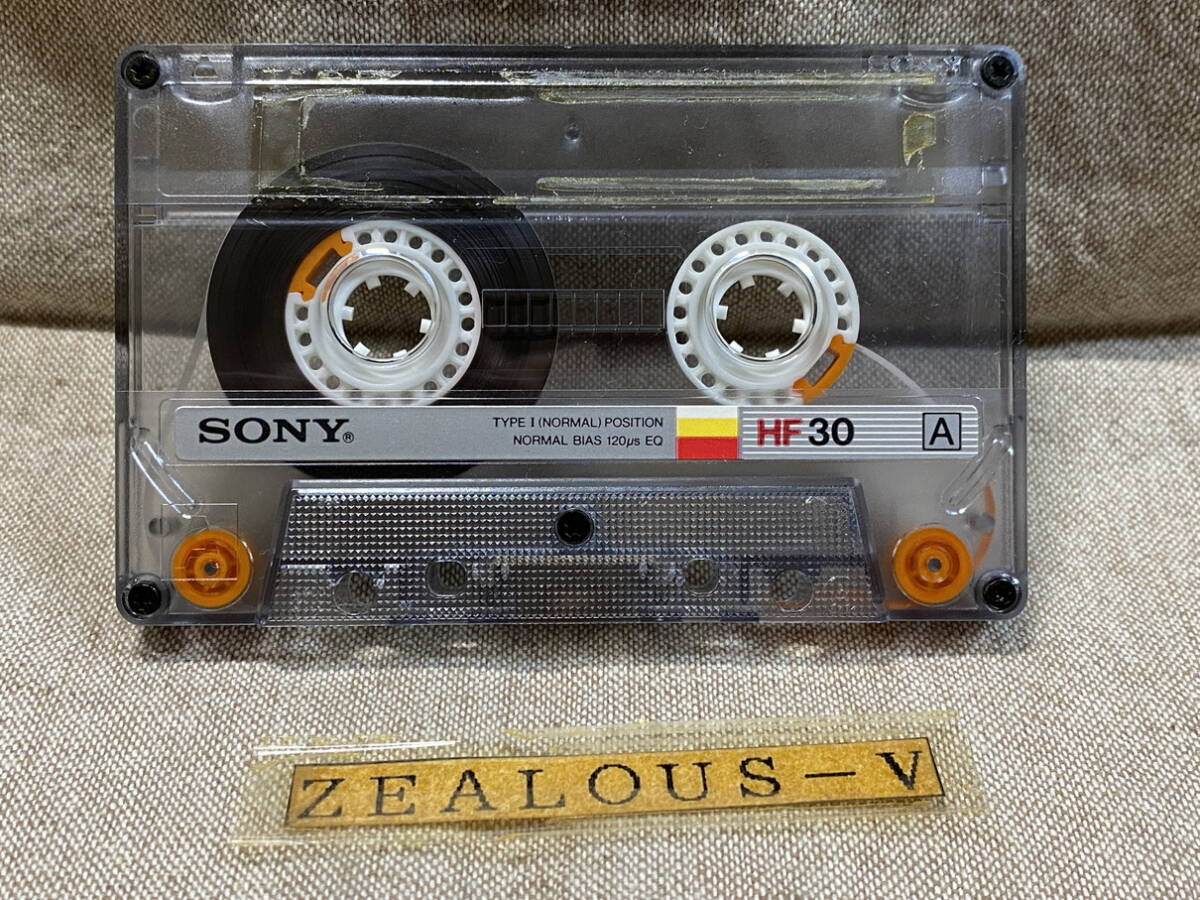 SONY®
TYPE I (NORMAL) POSITION
NORMAL BIAS 120μs EQ
HF 30
A
ZEALOUS-V